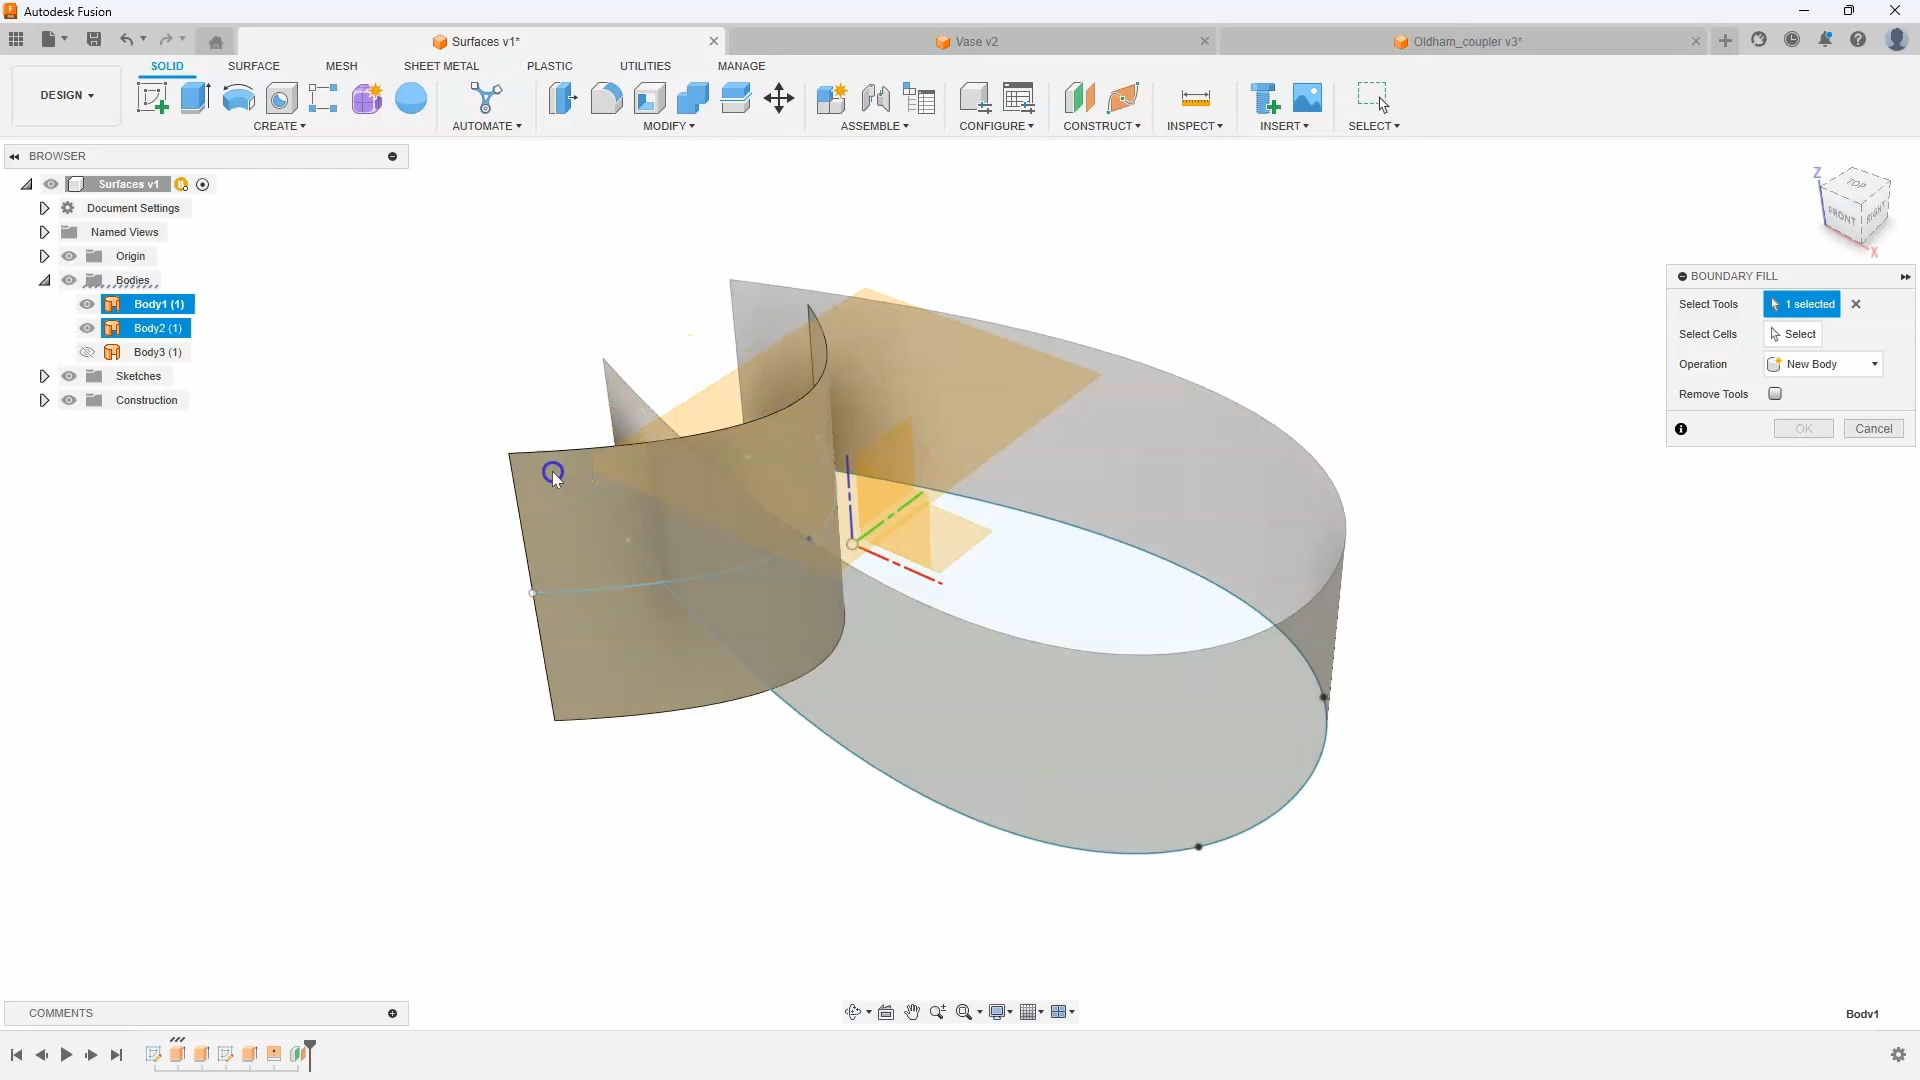 Autodesk Fusion
Surfaces v1*
Vase v2
Oldham_coupler v3*
DESIGN
SOLID
SURFACE
MESH
SHEET METAL
PLASTIC
UTILITIES
MANAGE
CREATE
AUTOMATE
MODIFY
ASSEMBLE
CONFIGURE
CONSTRUCT
INSPECT
INSERT
SELECT
BROWSER
Surfaces v1
Document Settings
Named Views
Origin
Bodies
Body1 (1)
Body2 (1)
Body3 (1)
Sketches
Construction
Z
TOP
FRONT
RIGHT
X
BOUNDARY FILL
Select Tools
1 selected
Select Cells
Select
Operation
New Body
Remove Tools
OK
Cancel
COMMENTS
Body1